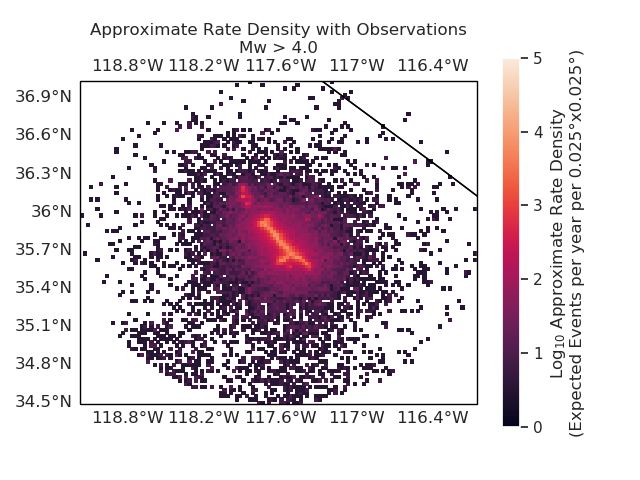 Approximate Rate Density with Observations
Mw > 4.0
118.8°W 118.2°W 117.6°W 117°W 116.4°W
36.9°N
36.6°N
36.3°N
36°N
35.7°N
35.4°N
35.1°N
34.8°N
34.5°N
118.8°W 118.2°W 117.6°W 117°W 116.4°W
5
4
3
2
1
0
Log₁₀ Approximate Rate Density
(Expected Events per year per 0.025°x0.025°)